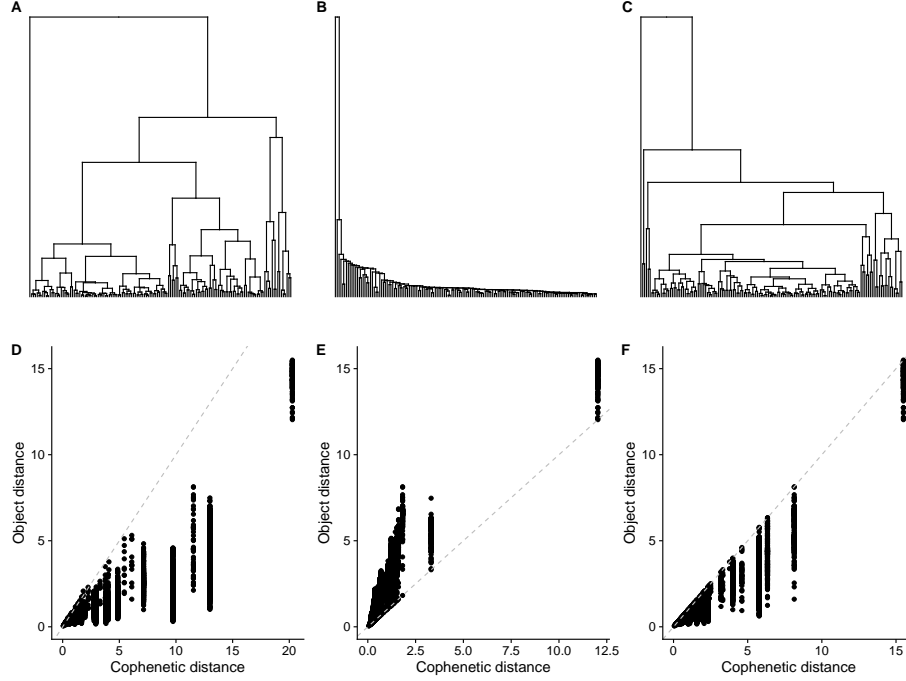 A B C
D E F
15 15 15
10 10 10
5 5 5
0 0 0
Object distance Object distance Object distance
0 5 10 15 20 0.0 2.5 5.0 7.5 10.0 12.5 0 5 10 15
Cophenetic distance Cophenetic distance Cophenetic distance